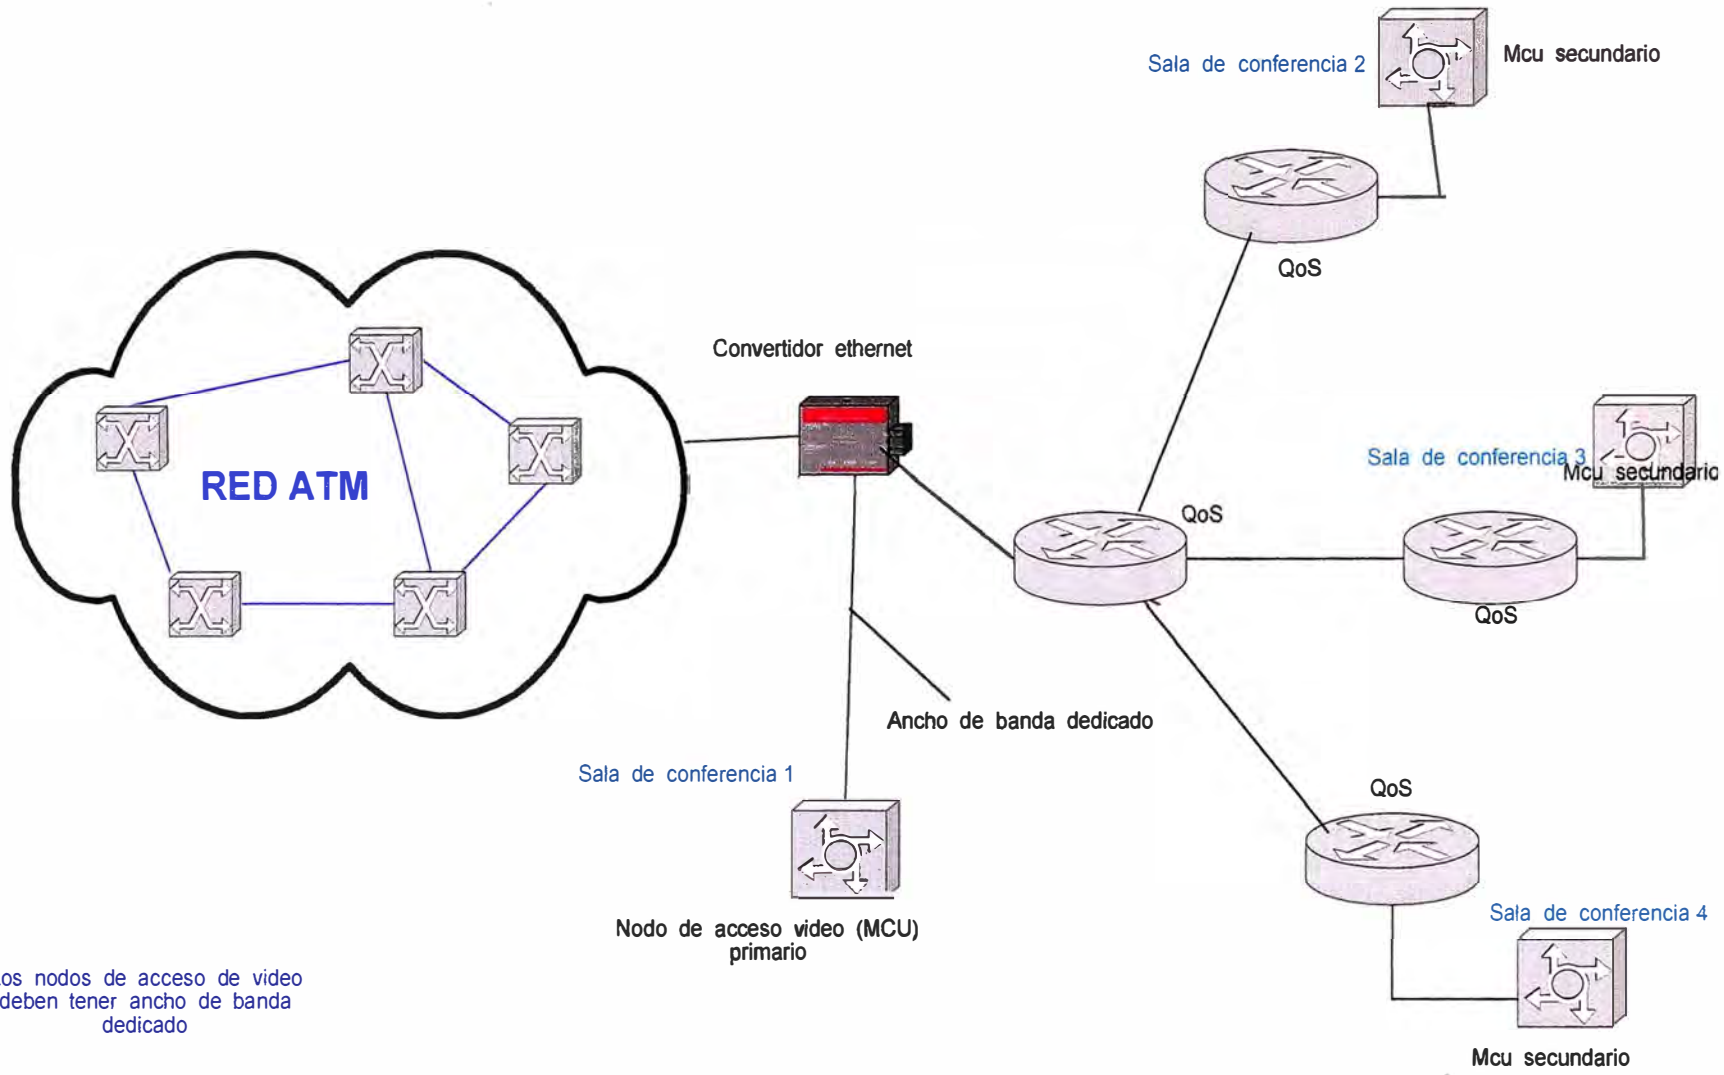 Sala de conferencia 2
Mcu secundario
QoS
Convertidor ethernet
RED ATM
Sala de conferencia 3
Mcu secundario
QoS
QoS
Ancho de banda dedicado
Sala de conferencia 1
QoS
Nodo de acceso video (MCU)
primario
Sala de conferencia 4
os nodos de acceso de video
deben tener ancho de banda
dedicado
Mcu secundario